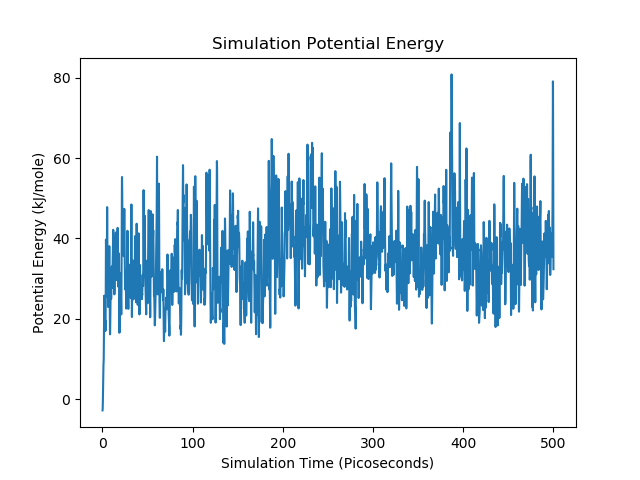 Simulation Potential Energy
80
60
40
20
0
Potential Energy (kJ/mole)
0 100 200 300 400 500
Simulation Time (Picoseconds)